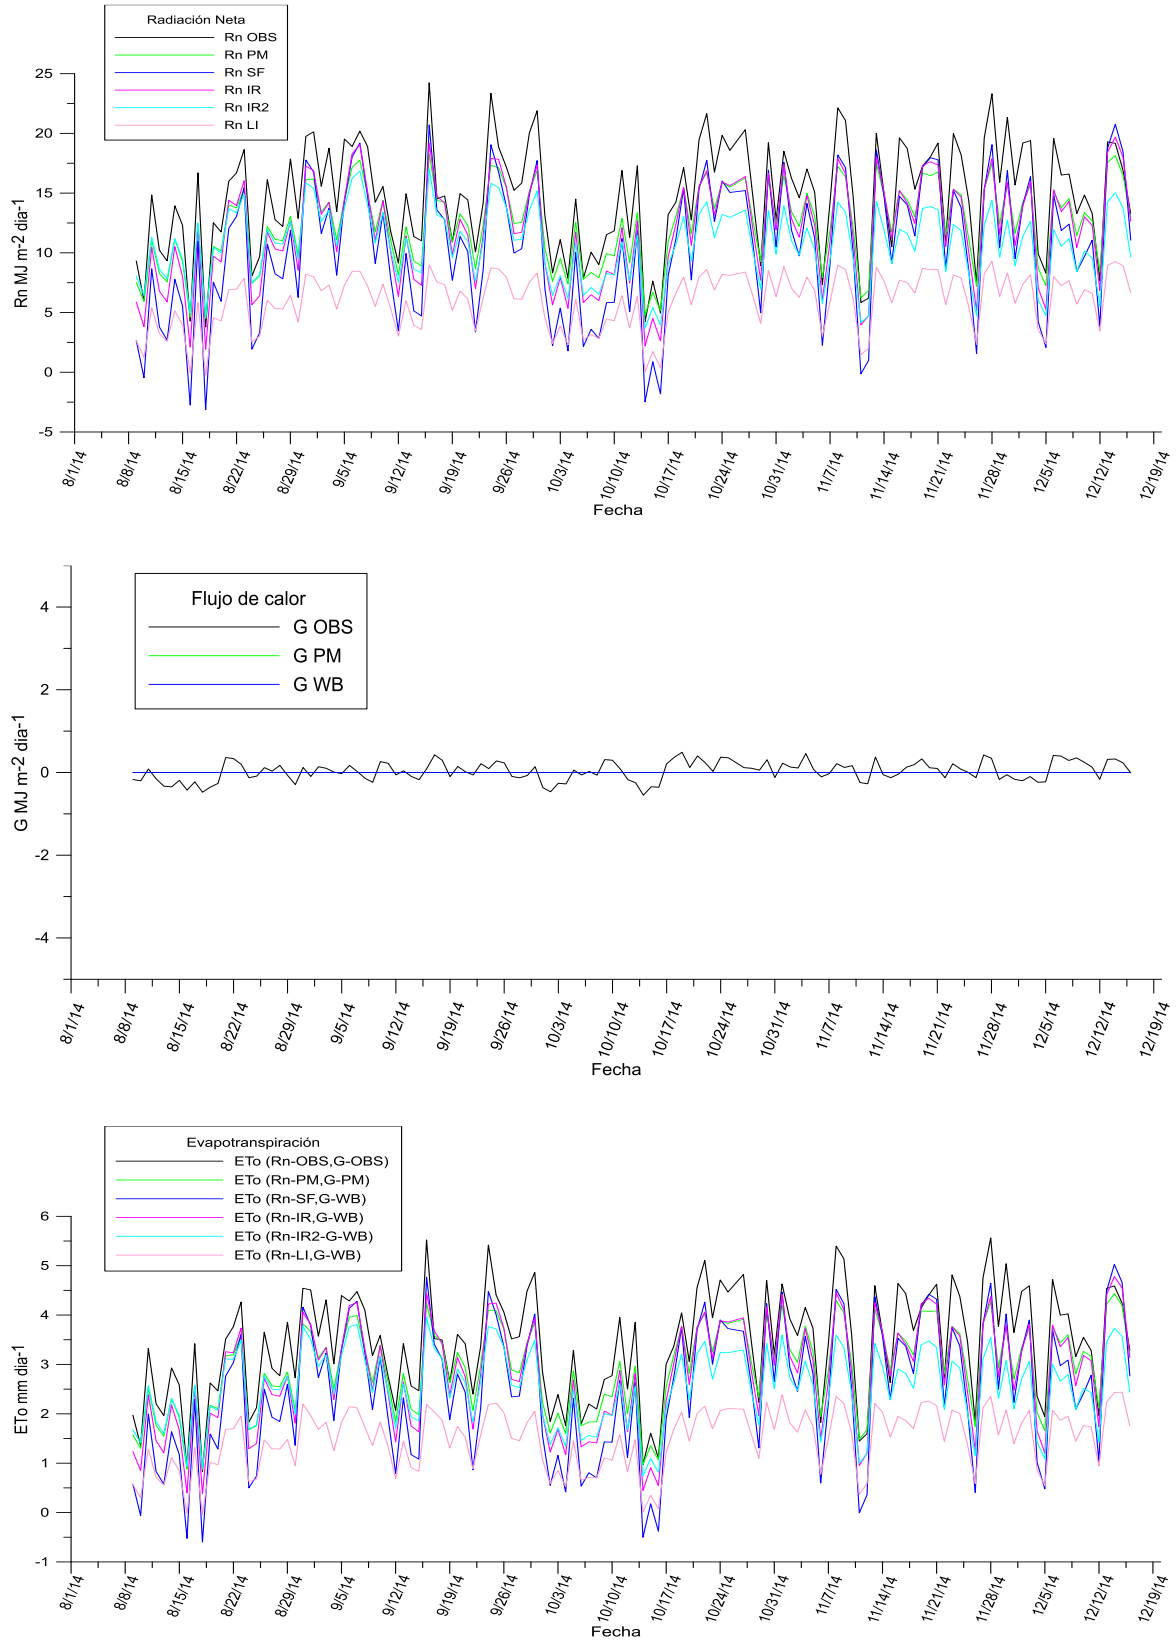 Radiación Neta
Rn OBS
Rn PM
Rn SF
Rn IR
Rn IR2
Rn LI
25
20
15
10
5
0
-5
Rn MJ m-2 dia-1
8/1/14 8/8/14 8/15/14 8/22/14 8/29/14 9/5/14 9/12/14 9/19/14 9/26/14 10/3/14 10/10/14 10/17/14 10/24/14 10/31/14 11/7/14 11/14/14 11/21/14 11/28/14 12/5/14 12/12/14 12/19/14
Fecha
Flujo de calor
G OBS
G PM
G WB
4
2
0
-2
-4
G MJ m-2 dia-1
8/1/14 8/8/14 8/15/14 8/22/14 8/29/14 9/5/14 9/12/14 9/19/14 9/26/14 10/3/14 10/10/14 10/17/14 10/24/14 10/31/14 11/7/14 11/14/14 11/21/14 11/28/14 12/5/14 12/12/14 12/19/14
Fecha
Evapotranspiración
ETo (Rn-OBS,G-OBS)
ETo (Rn-PM,G-PM)
ETo (Rn-SF,G-WB)
ETo (Rn-IR,G-WB)
ETo (Rn-IR2-G-WB)
ETo (Rn-LI,G-WB)
6
5
4
3
2
1
0
-1
ETo mm dia-1
8/1/14 8/8/14 8/15/14 8/22/14 8/29/14 9/5/14 9/12/14 9/19/14 9/26/14 10/3/14 10/10/14 10/17/14 10/24/14 10/31/14 11/7/14 11/14/14 11/21/14 11/28/14 12/5/14 12/12/14 12/19/14
Fecha